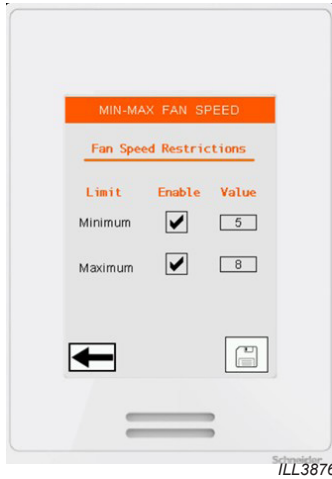 MIN-MAX FAN SPEED
Fan Speed Restrictions
Limit Enable Value
Minimum 5
Maximum 8
Schneider
ILL3876